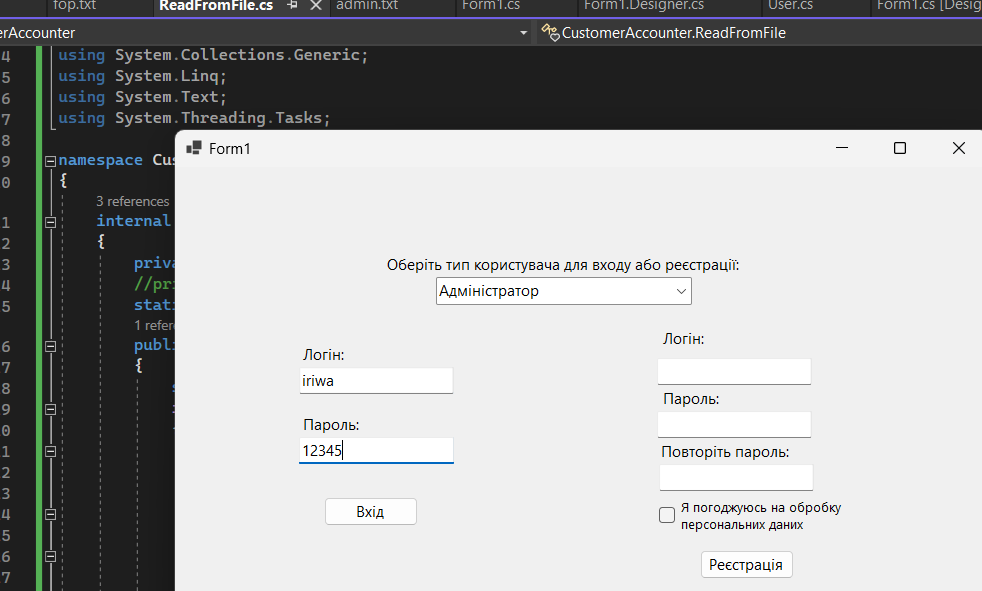 fop.txt ReadFromFile.cs admin.txt Form1.cs Form1.Designer.cs User.cs Form1.cs [Desig
erAccounter CustomerAccounter.ReadFromFile
4 using System.Collections.Generic;
5 using System.Linq;
6 using System.Text;
7 using System.Threading.Tasks;
8
Form1
9 namespace Cus
0 {
3 references
1 internal
2 {
3 priva
Оберіть тип користувача для входу або реєстрації:
4 //pri
Адміністратор
5 stati
1 refer
6 publi
7 {
8
9
0
1
2
3
4
5
6
7
Логін:
iriwa
Пароль:
12345
Вхід
Логін:
Пароль:
Повторіть пароль:
Я погоджуюсь на обробку
персональних даних
Реєстрація